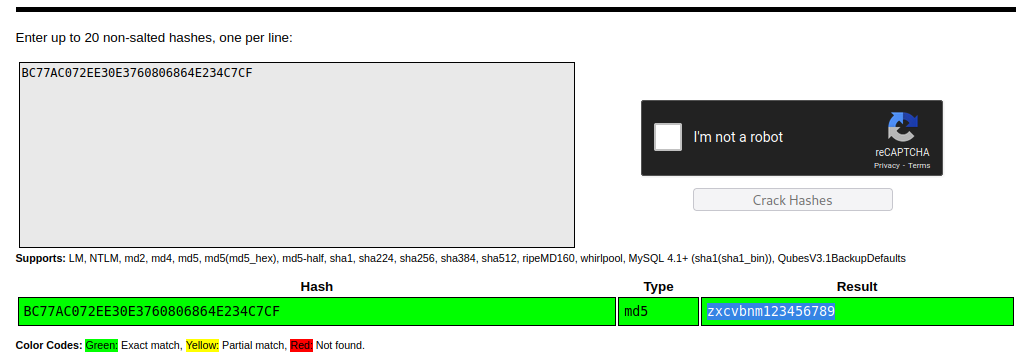 Enter up to 20 non-salted hashes, one per line:
BC77AC072EE30E3760806864E234C7CF
I'm not a robot
reCAPTCHA
Privacy - Terms
Crack Hashes
Supports: LM, NTLM, md2, md4, md5, md5(md5_hex), md5-half, sha1, sha224, sha256, sha384, sha512, ripeMD160, whirlpool, MySQL 4.1+ (sha1(sha1_bin)), QubesV3.1BackupDefaults
Hash Type Result
BC77AC072EE30E3760806864E234C7CF md5 zxcvbnm123456789
Color Codes: Green: Exact match, Yellow: Partial match, Red: Not found.